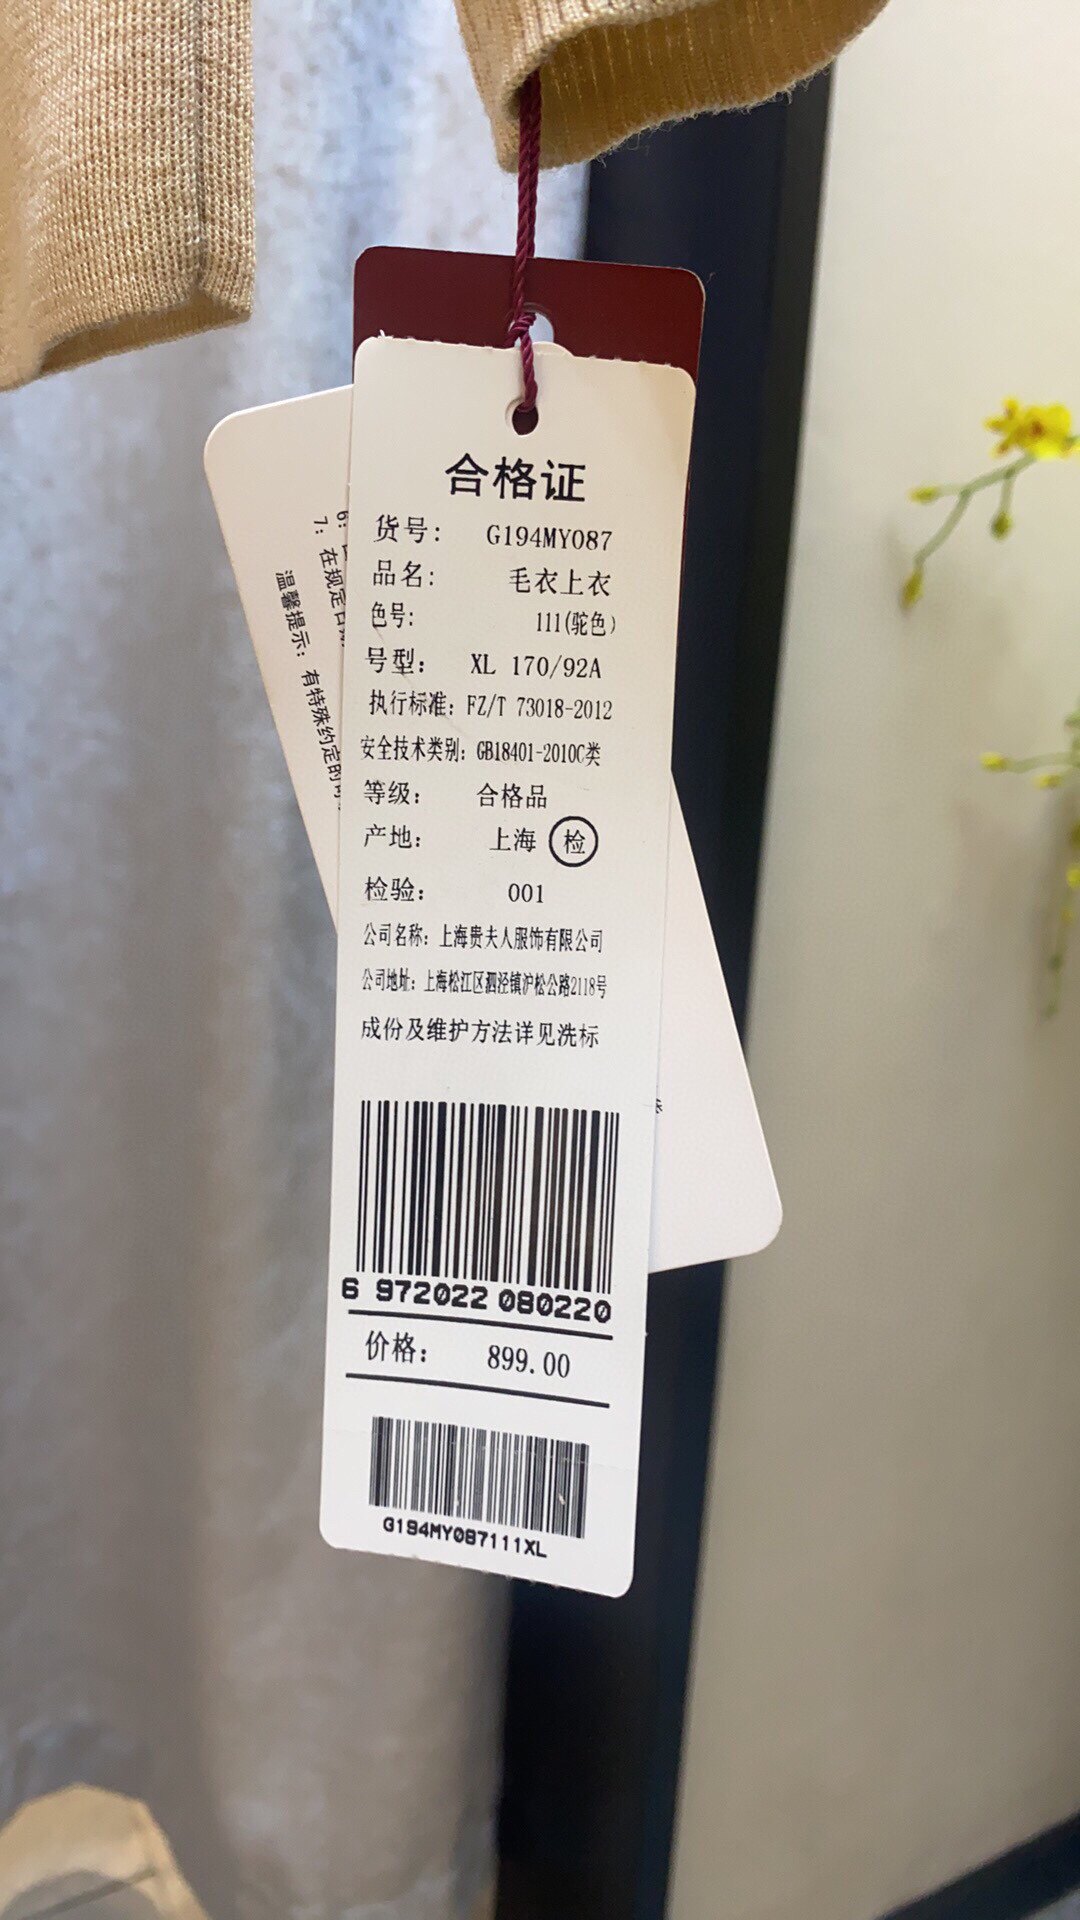 合格证
货号： G194MY087
品名： 毛衣上衣
色号： 111(驼色)
号型： XL 170/92A
执行标准：FZ/T 73018-2012
安全技术类别：GB18401-2010C类
等级： 合格品
产地： 上海 检
检验： 001
公司名称：上海贵夫人服饰有限公司
公司地址：上海松江区泗泾镇沪松公路2118号
成份及维护方法详见洗标
6 972022 080220
价格： 899.00
G194MY087111XL
6：
7：在规定日
温馨提示：有特殊约定的